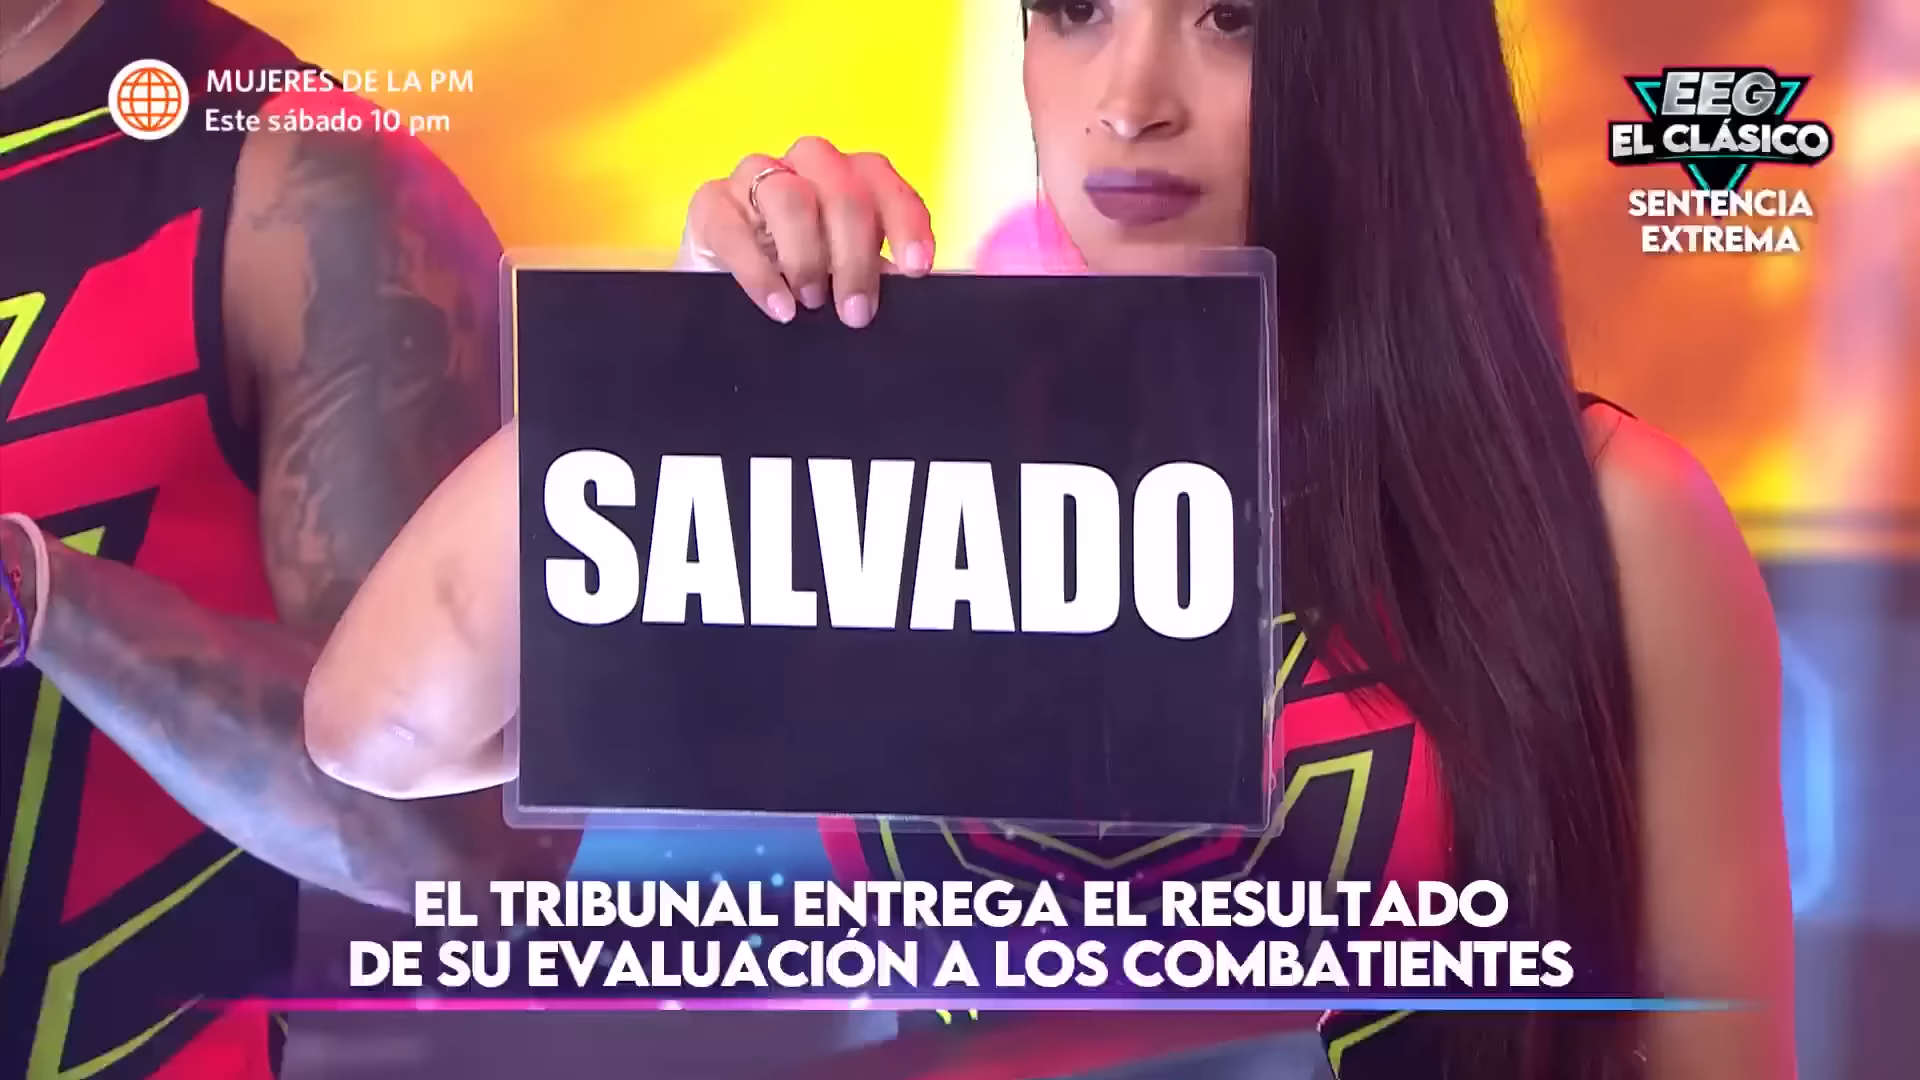 MUJERES DE LA PM
Este sábado 10 pm
EEG
EL CLÁSICO
SENTENCIA
EXTREMA
SALVADO
EL TRIBUNAL ENTREGA EL RESULTADO
DE SU EVALUACIÓN A LOS COMBATIENTES